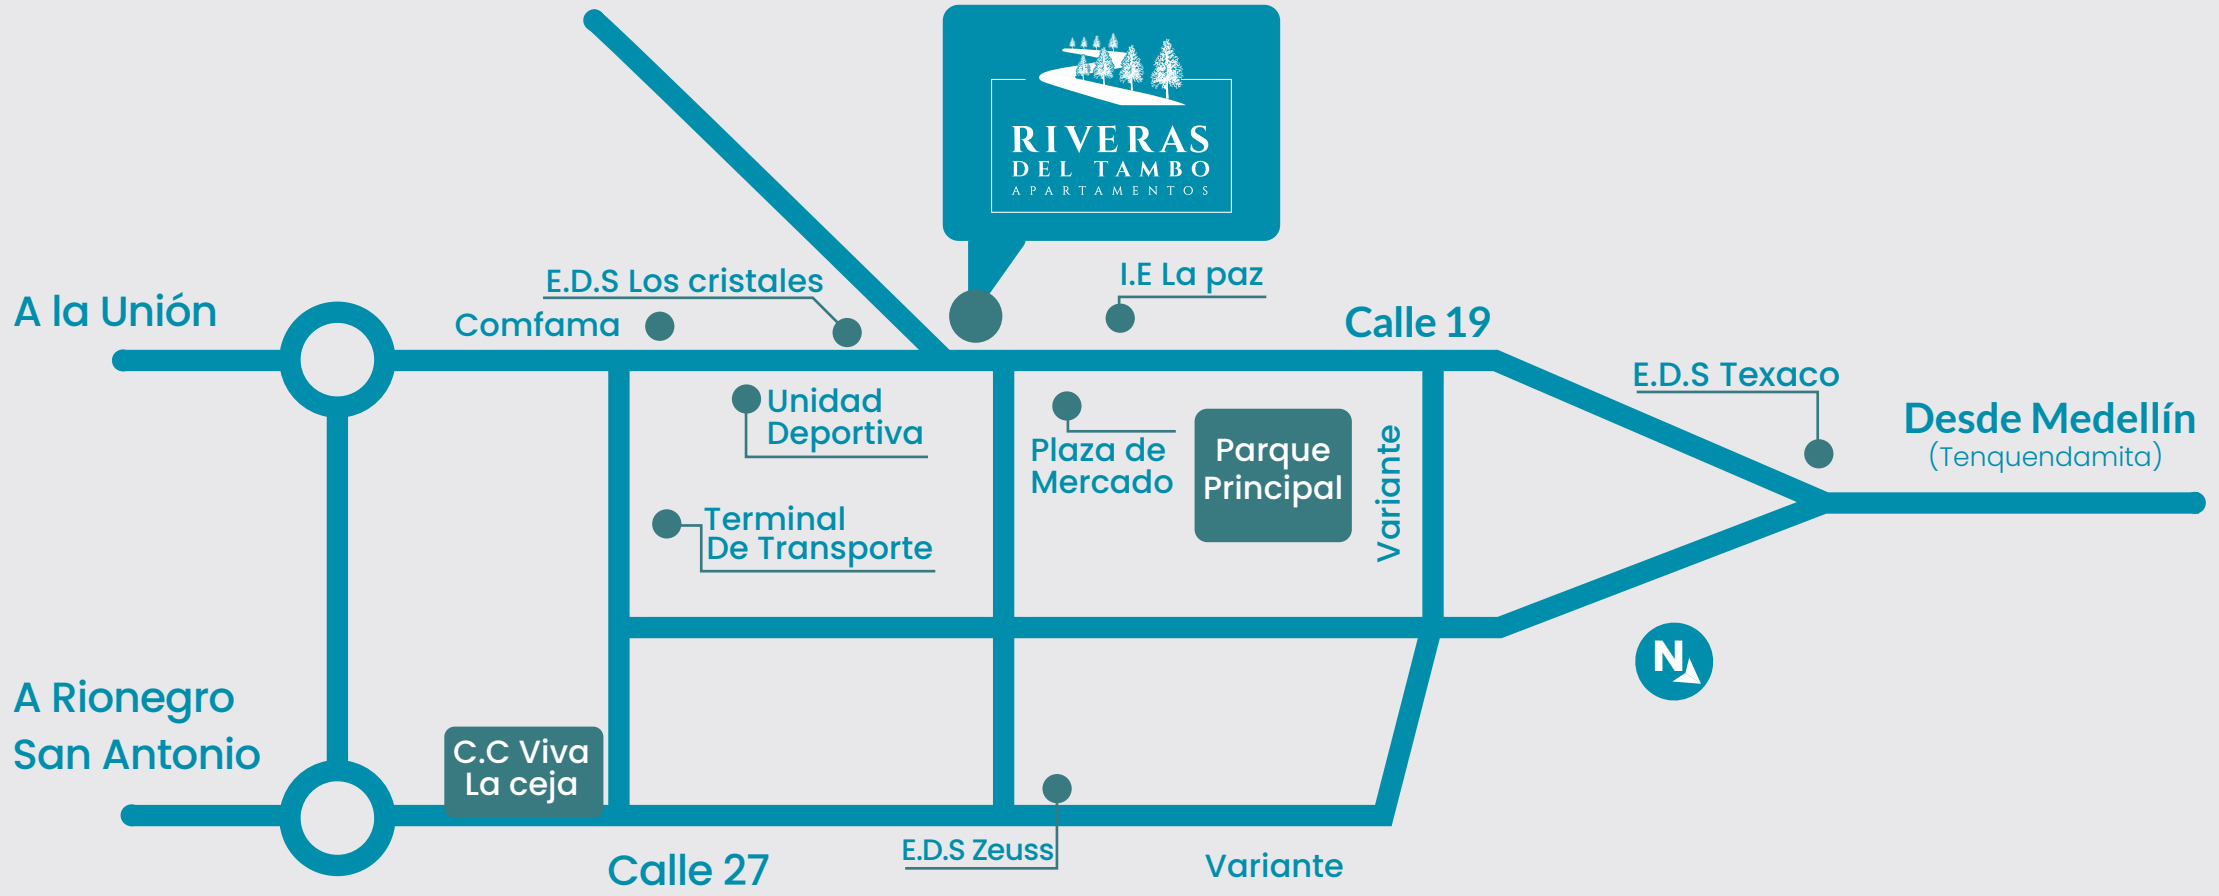 RIVERAS
DEL TAMBO
APARTAMENTOS
A la Unión
E.D.S Los cristales
Comfama
I.E La paz
Calle 19
E.D.S Texaco
Desde Medellín
(Tenquendamita)
Unidad
Deportiva
Plaza de
Mercado
Parque
Principal
Variante
Terminal
De Transporte
N
A Rionegro
San Antonio
C.C Viva
La ceja
E.D.S Zeuss
Calle 27
Variante